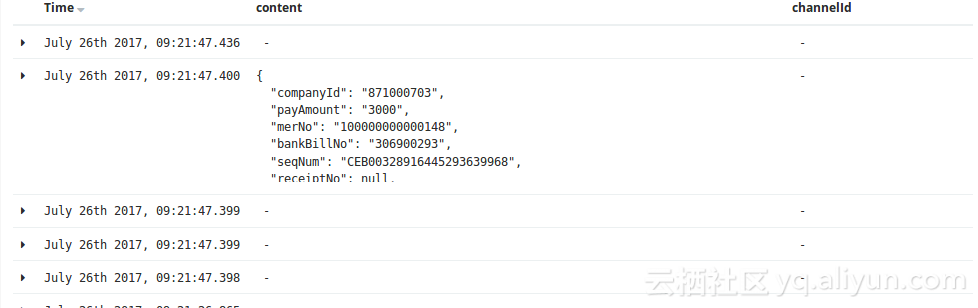 Time content channelId
July 26th 2017, 09:21:47.436 - -
July 26th 2017, 09:21:47.400 { -
"companyId": "871000703",
"payAmount": "3000",
"merNo": "100000000000148",
"bankBillNo": "306900293",
"seqNum": "CEB00328916445293639968",
"receiptNo": null,
July 26th 2017, 09:21:47.399 - -
July 26th 2017, 09:21:47.399 - -
July 26th 2017, 09:21:47.398 - -
云栖社区 yq.aliyun.com